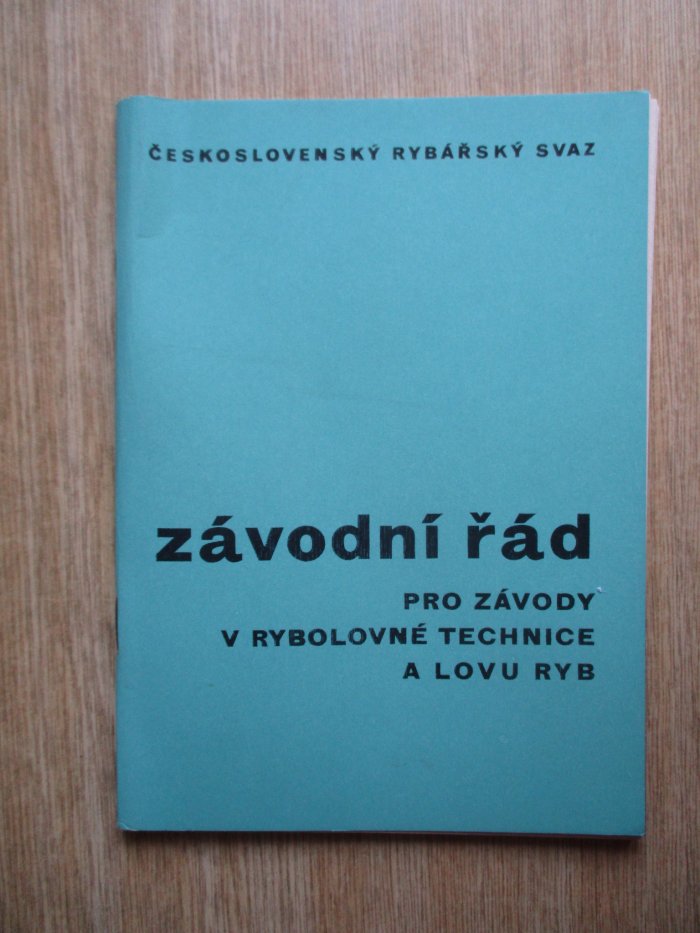 ČESKOSLOVENSKÝ RYBÁŘSKÝ SVAZ
závodní řád
PRO ZÁVODY
V RYBOLOVNÉ TECHNICE
A LOVU RYB